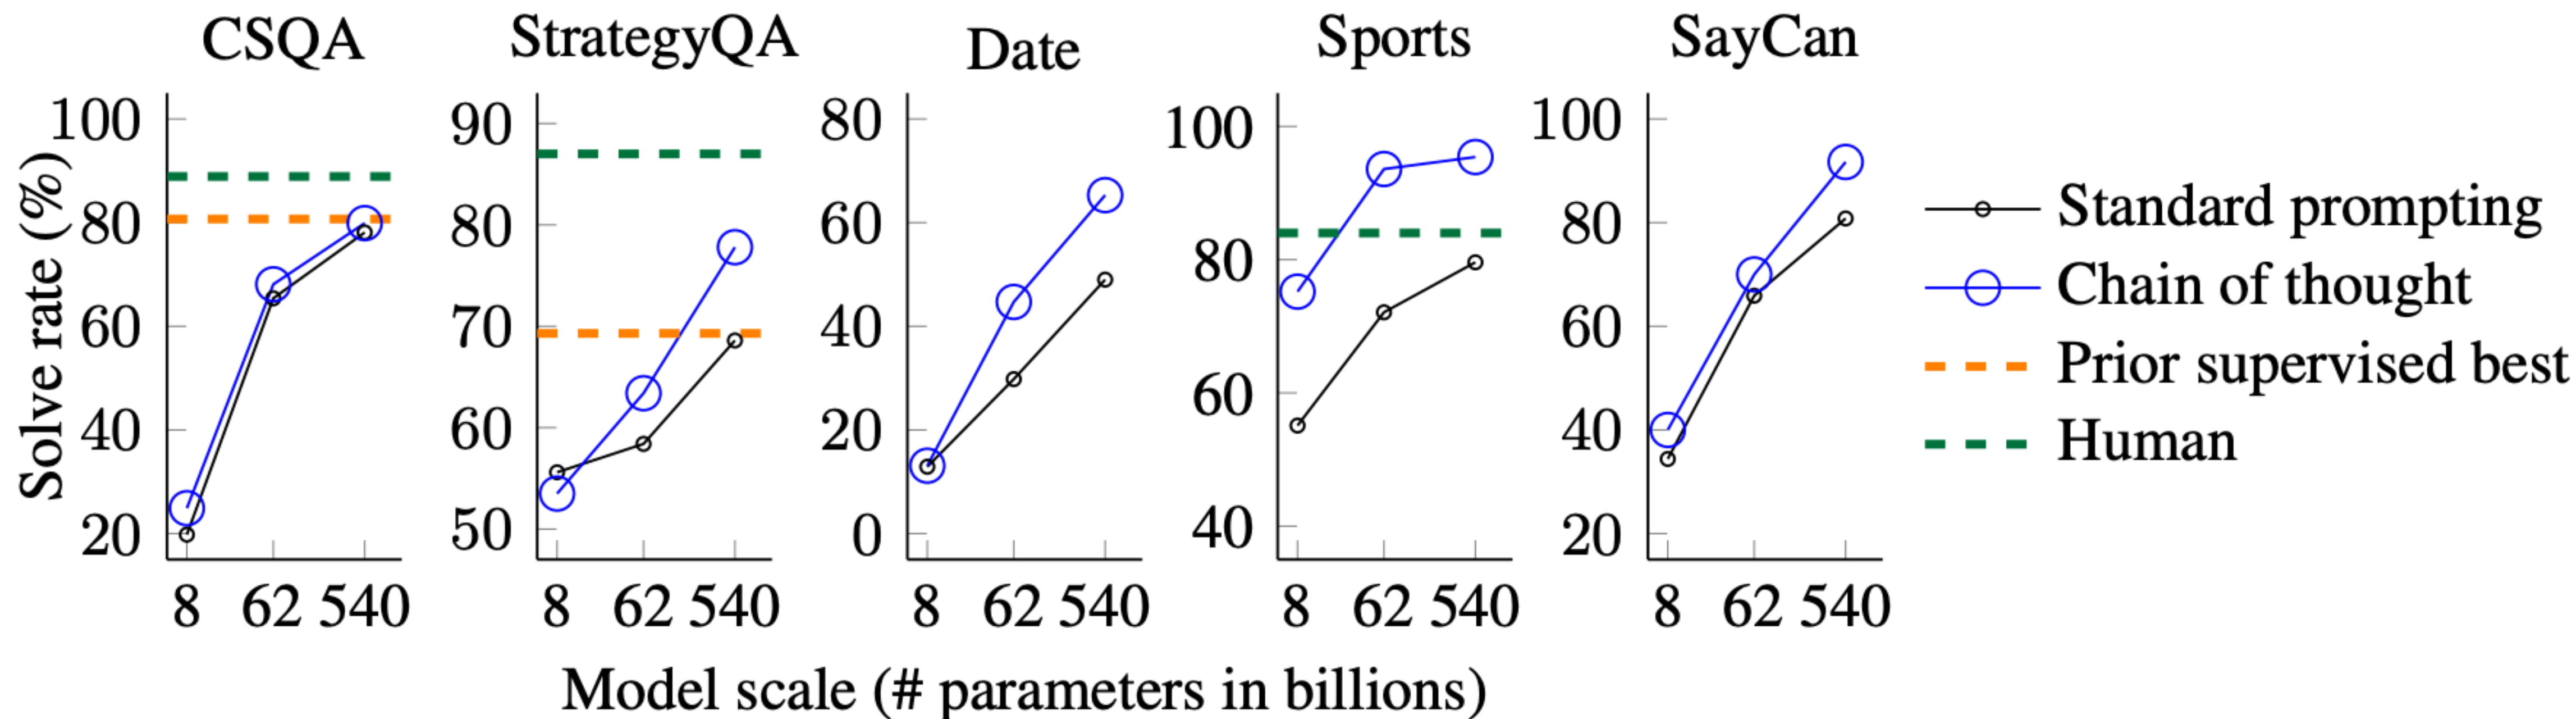 CSQA
StrategyQA
Date
Sports
SayCan
Solve rate (%)
100
80
60
40
20
8 62 540
90
80
70
60
50
8 62 540
80
60
40
20
0
8 62 540
100
80
60
40
8 62 540
100
80
60
40
20
8 62 540
Model scale (# parameters in billions)
Standard prompting
Chain of thought
Prior supervised best
Human